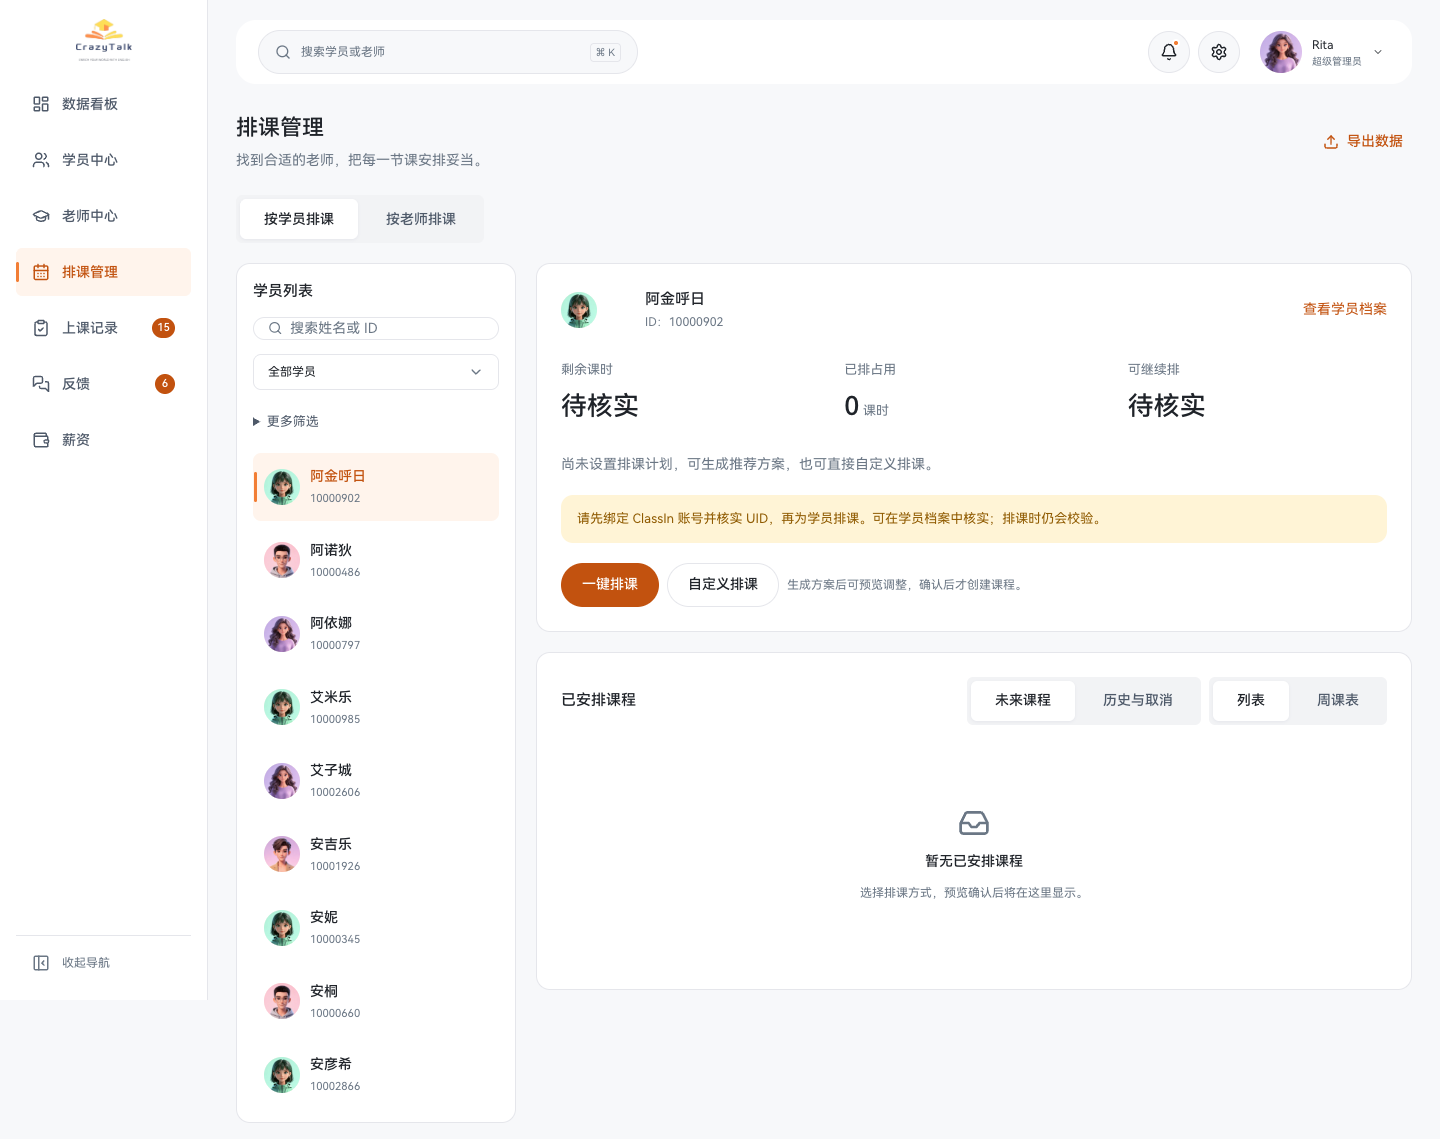 CrazyTalk
数据看板
学员中心
老师中心
排课管理
上课记录 15
反馈 6
薪资
收起导航
搜索学员或老师 ⌘ K
Rita
超级管理员
排课管理
找到合适的老师，把每一节课安排妥当。
导出数据
按学员排课 按老师排课
学员列表
搜索姓名或 ID
全部学员
更多筛选
阿金呼日
10000902
阿诺狄
10000486
阿依娜
10000797
艾米乐
10000985
艾子城
10002606
安吉乐
10001926
安妮
10000345
安桐
10000660
安彦希
10002866
阿金呼日
ID：10000902
查看学员档案
剩余课时 已排占用 可继续排
待核实 0 课时 待核实
尚未设置排课计划，可生成推荐方案，也可直接自定义排课。
请先绑定 ClassIn 账号并核实 UID，再为学员排课。可在学员档案中核实；排课时仍会校验。
一键排课 自定义排课 生成方案后可预览调整，确认后才创建课程。
已安排课程 未来课程 历史与取消 列表 周课表
暂无已安排课程
选择排课方式，预览确认后将在这里显示。